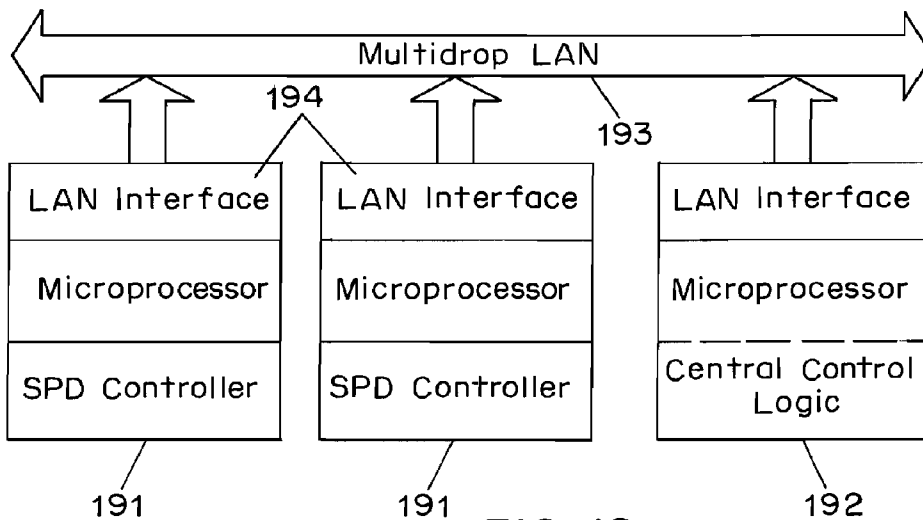 Multidrop LAN
194
193
LAN Interface LAN Interface LAN Interface
Microprocessor Microprocessor Microprocessor
SPD Controller SPD Controller Central Control
Logic
191 191 192